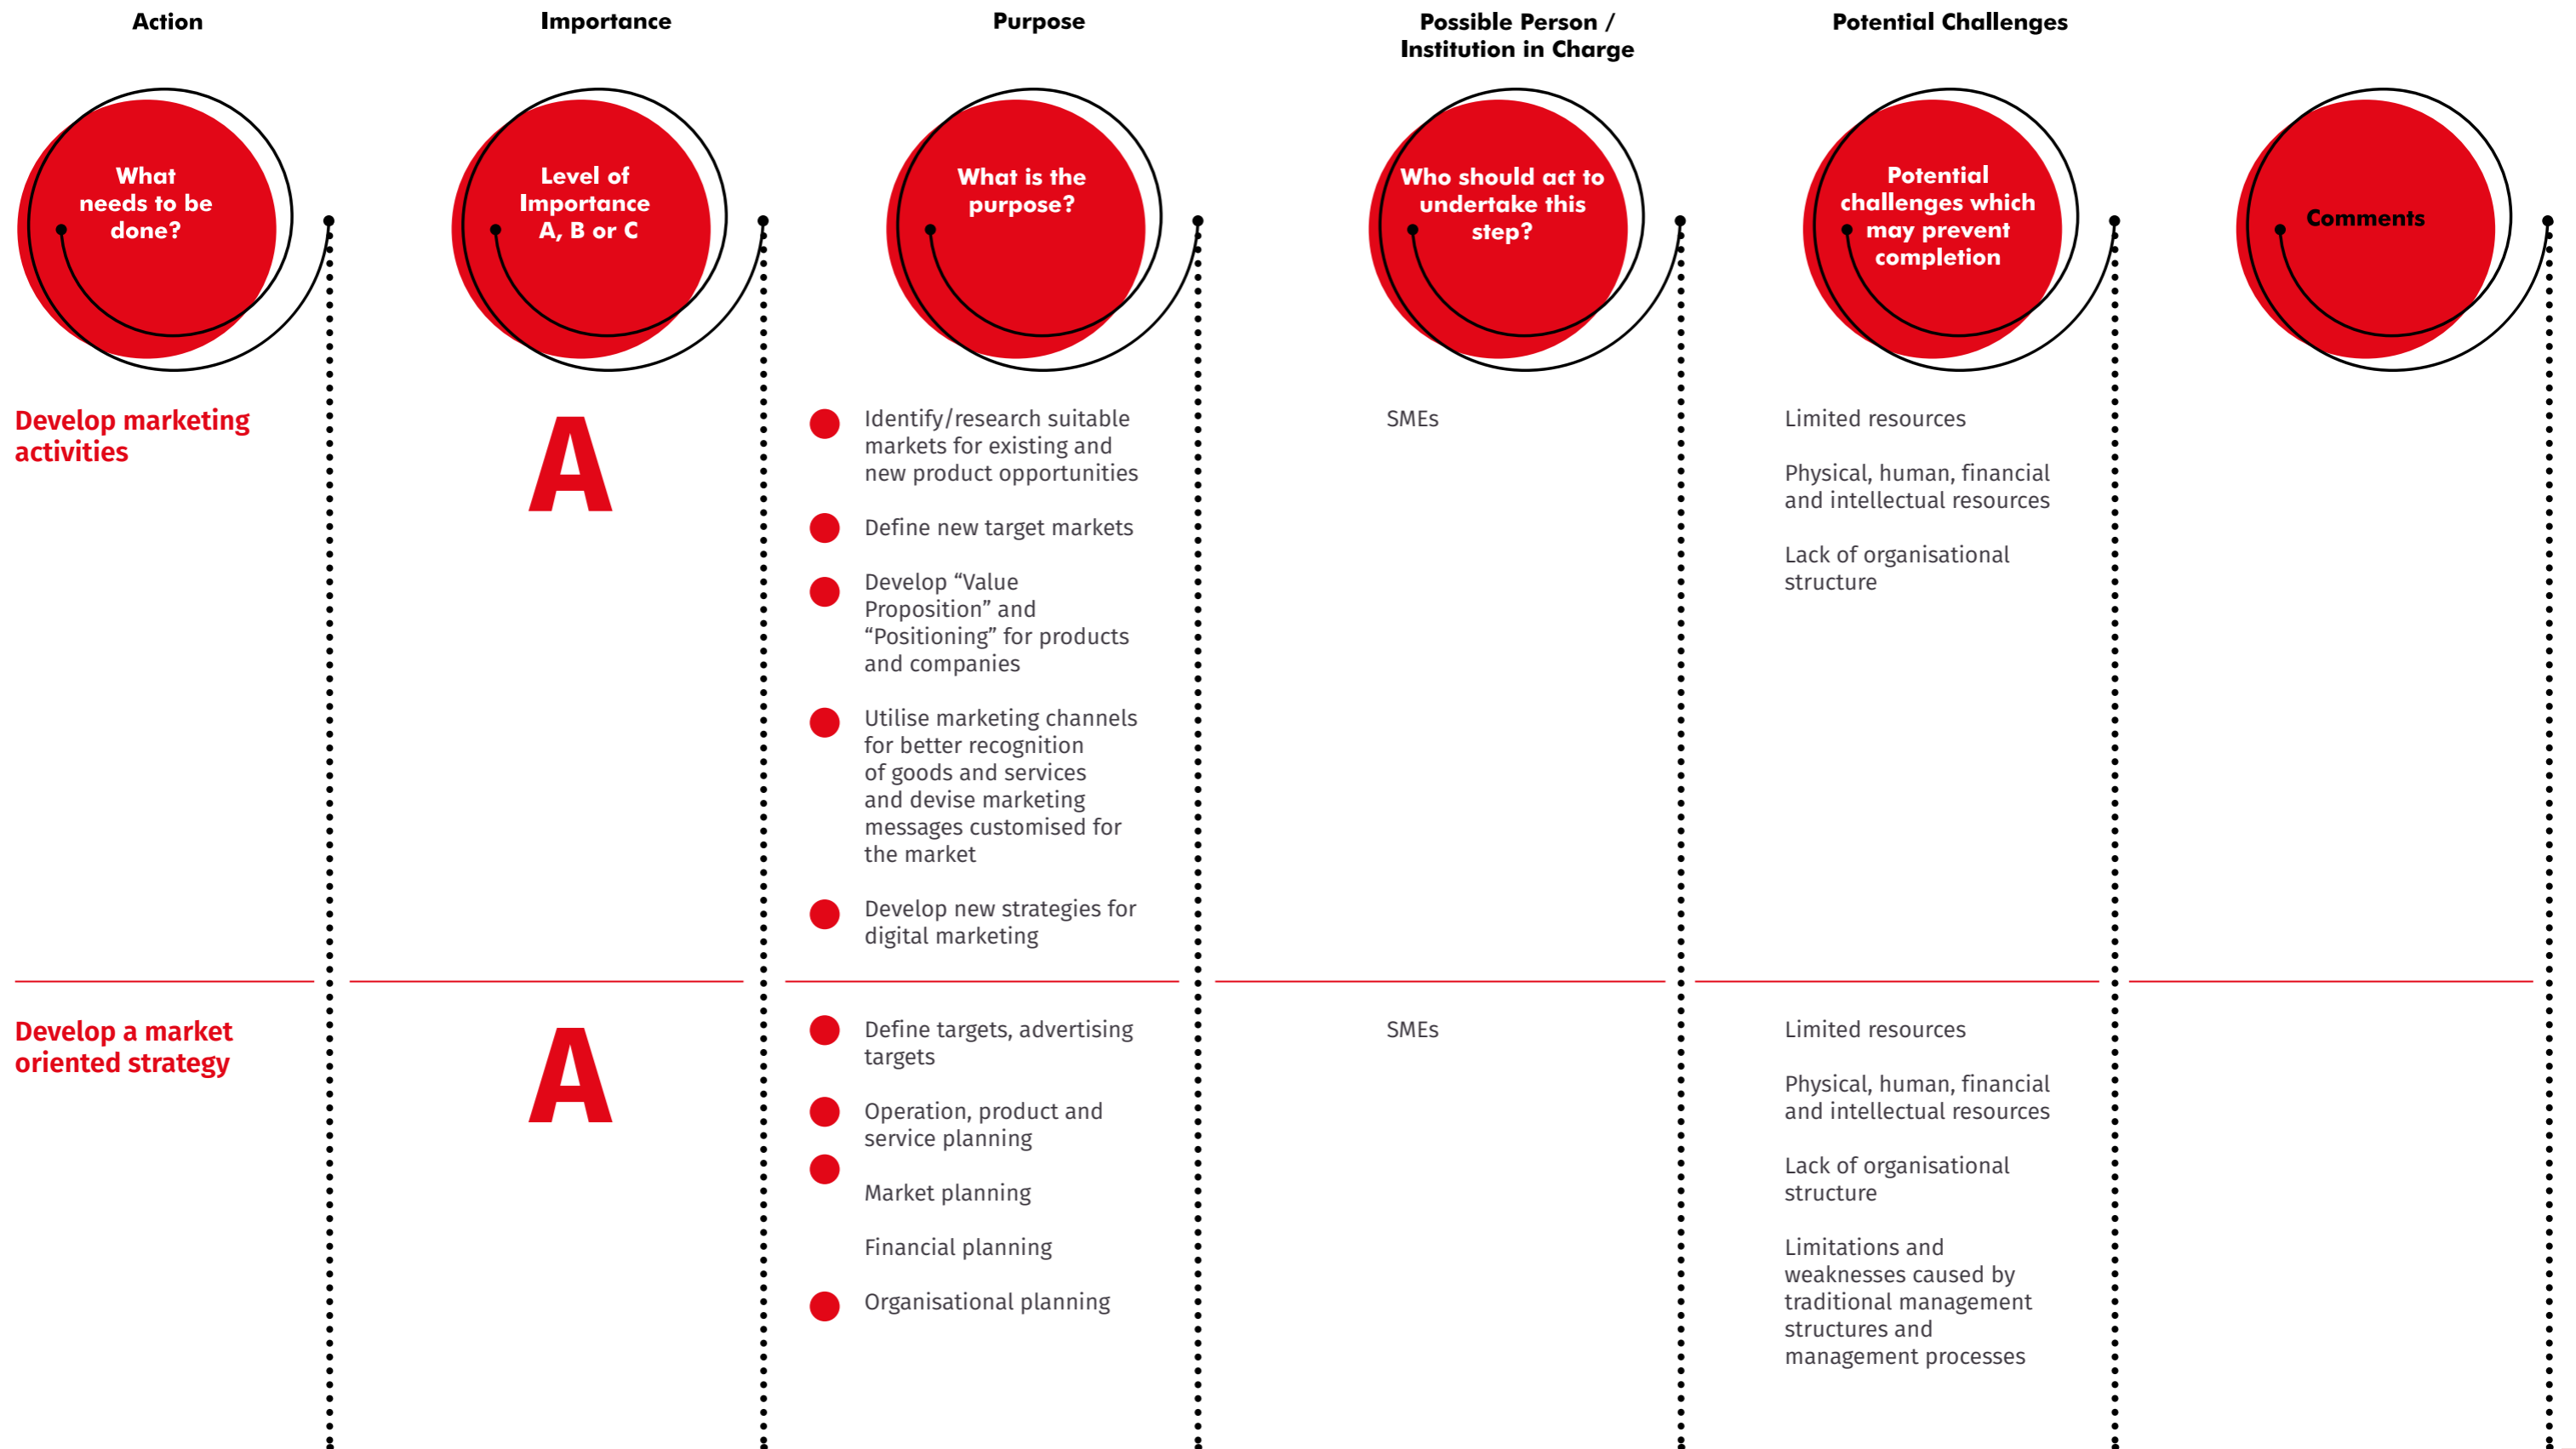 Action
Importance
Purpose
Possible Person /
Institution in Charge
Potential Challenges
What
needs to be
done?
Level of
Importance
A, B or C
What is the
purpose?
Who should act to
undertake this
step?
Potential
challenges which
may prevent
completion
Comments
Develop marketing
activities
A
Identify/research suitable
markets for existing and
new product opportunities
Define new target markets
Develop “Value
Proposition” and
“Positioning” for products
and companies
Utilise marketing channels
for better recognition
of goods and services
and devise marketing
messages customised for
the market
Develop new strategies for
digital marketing
SMEs
Limited resources
Physical, human, financial
and intellectual resources
Lack of organisational
structure
Develop a market
oriented strategy
A
Define targets, advertising
targets
Operation, product and
service planning
Market planning
Financial planning
Organisational planning
SMEs
Limited resources
Physical, human, financial
and intellectual resources
Lack of organisational
structure
Limitations and
weaknesses caused by
traditional management
structures and
management processes